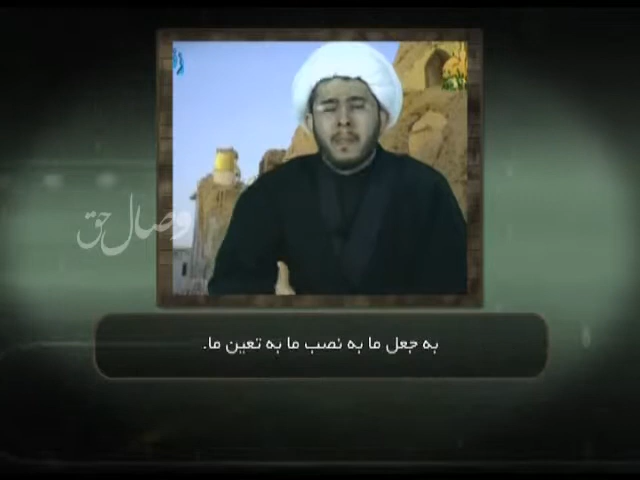 وصال حق
به جعل ما به نصب ما به تعین ما.